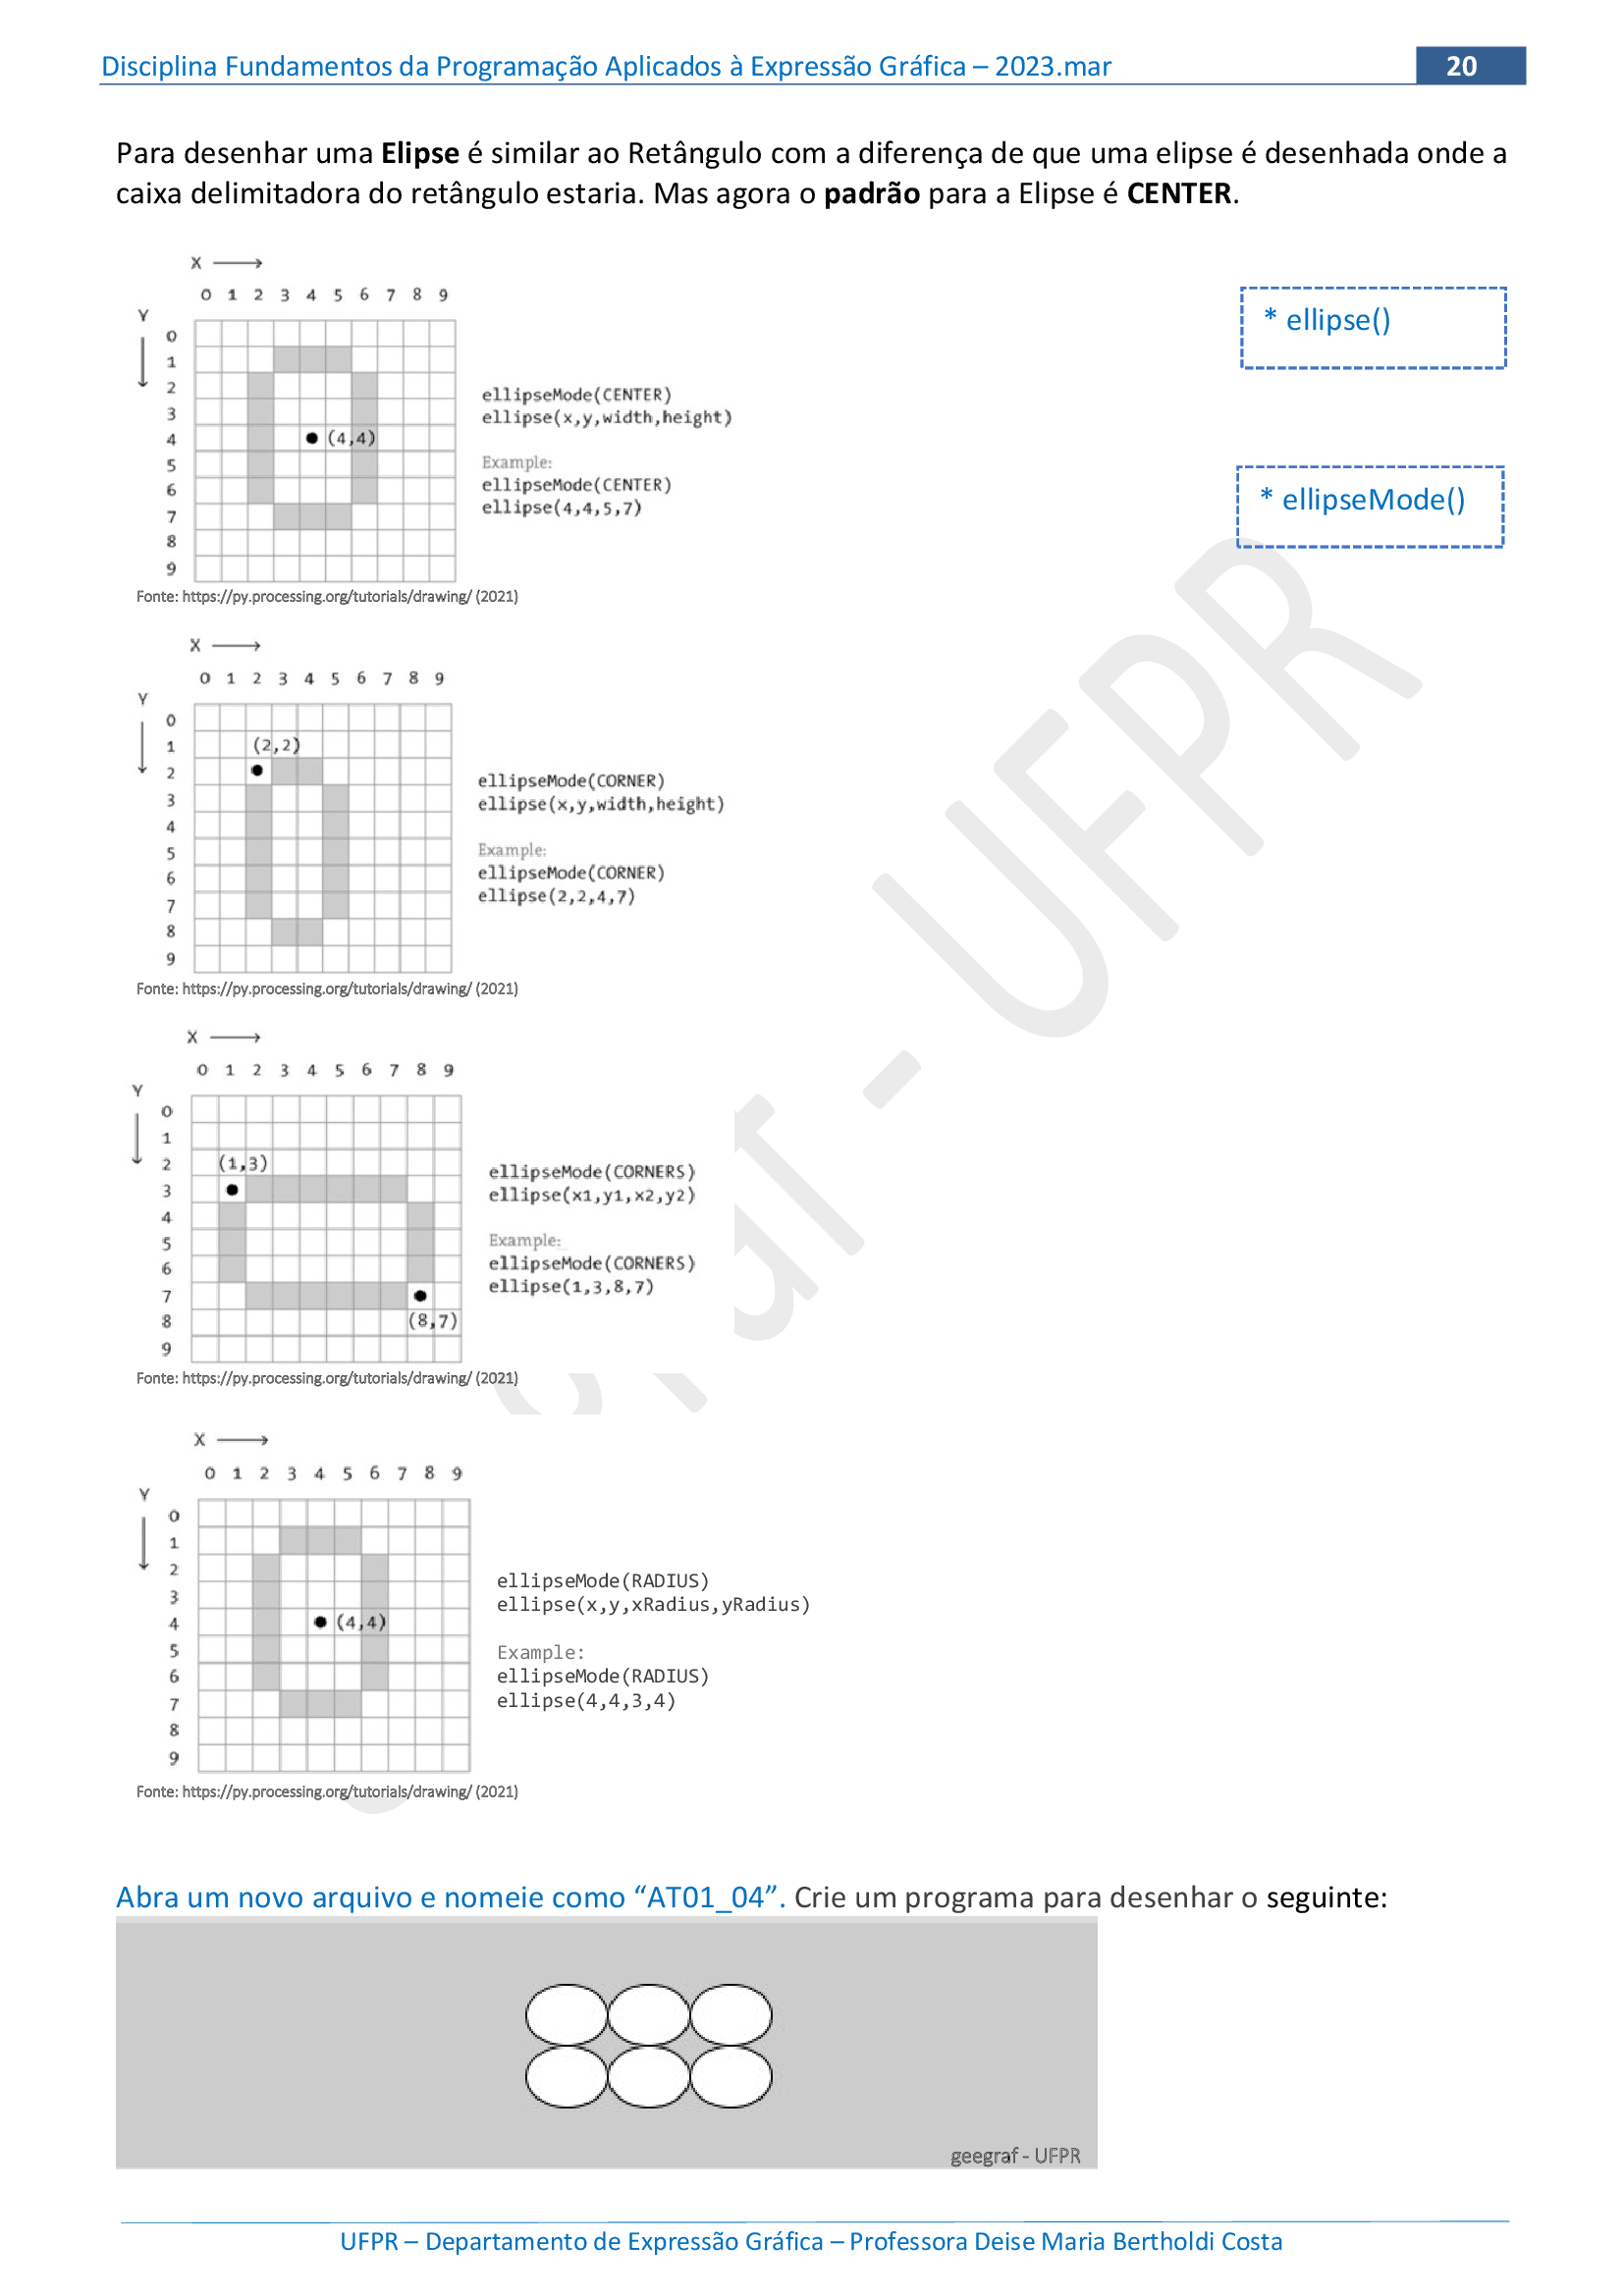 Disciplina Fundamentos da Programação Aplicados à Expressão Gráfica – 2023.mar
20
Para desenhar uma Elipse é similar ao Retângulo com a diferença de que uma elipse é desenhada onde a
caixa delimitadora do retângulo estaria. Mas agora o padrão para a Elipse é CENTER.
X
0 1 2 3 4 5 6 7 8 9
Y
0
1
2
3
4
5
6
7
8
9
(4,4)
ellipseMode(CENTER)
ellipse(x,y,width,height)
Example:
ellipseMode(CENTER)
ellipse(4,4,5,7)
* ellipse()
* ellipseMode()
Fonte: https://py.processing.org/tutorials/drawing/ (2021)
X
0 1 2 3 4 5 6 7 8 9
Y
0
1
2
3
4
5
6
7
8
9
(2,2)
ellipseMode(CORNER)
ellipse(x,y,width,height)
Example:
ellipseMode(CORNER)
ellipse(2,2,4,7)
Fonte: https://py.processing.org/tutorials/drawing/ (2021)
X
0 1 2 3 4 5 6 7 8 9
Y
0
1
2
3
4
5
6
7
8
9
(1,3)
(8,7)
ellipseMode(CORNERS)
ellipse(x1,y1,x2,y2)
Example:
ellipseMode(CORNERS)
ellipse(1,3,8,7)
Fonte: https://py.processing.org/tutorials/drawing/ (2021)
X
0 1 2 3 4 5 6 7 8 9
Y
0
1
2
3
4
5
6
7
8
9
(4,4)
ellipseMode(RADIUS)
ellipse(x,y,xRadius,yRadius)
Example:
ellipseMode(RADIUS)
ellipse(4,4,3,4)
Fonte: https://py.processing.org/tutorials/drawing/ (2021)
- UFPR
Abra um novo arquivo e nomeie como “AT01_04”. Crie um programa para desenhar o seguinte:
geegraf - UFPR
UFPR – Departamento de Expressão Gráfica – Professora Deise Maria Bertholdi Costa